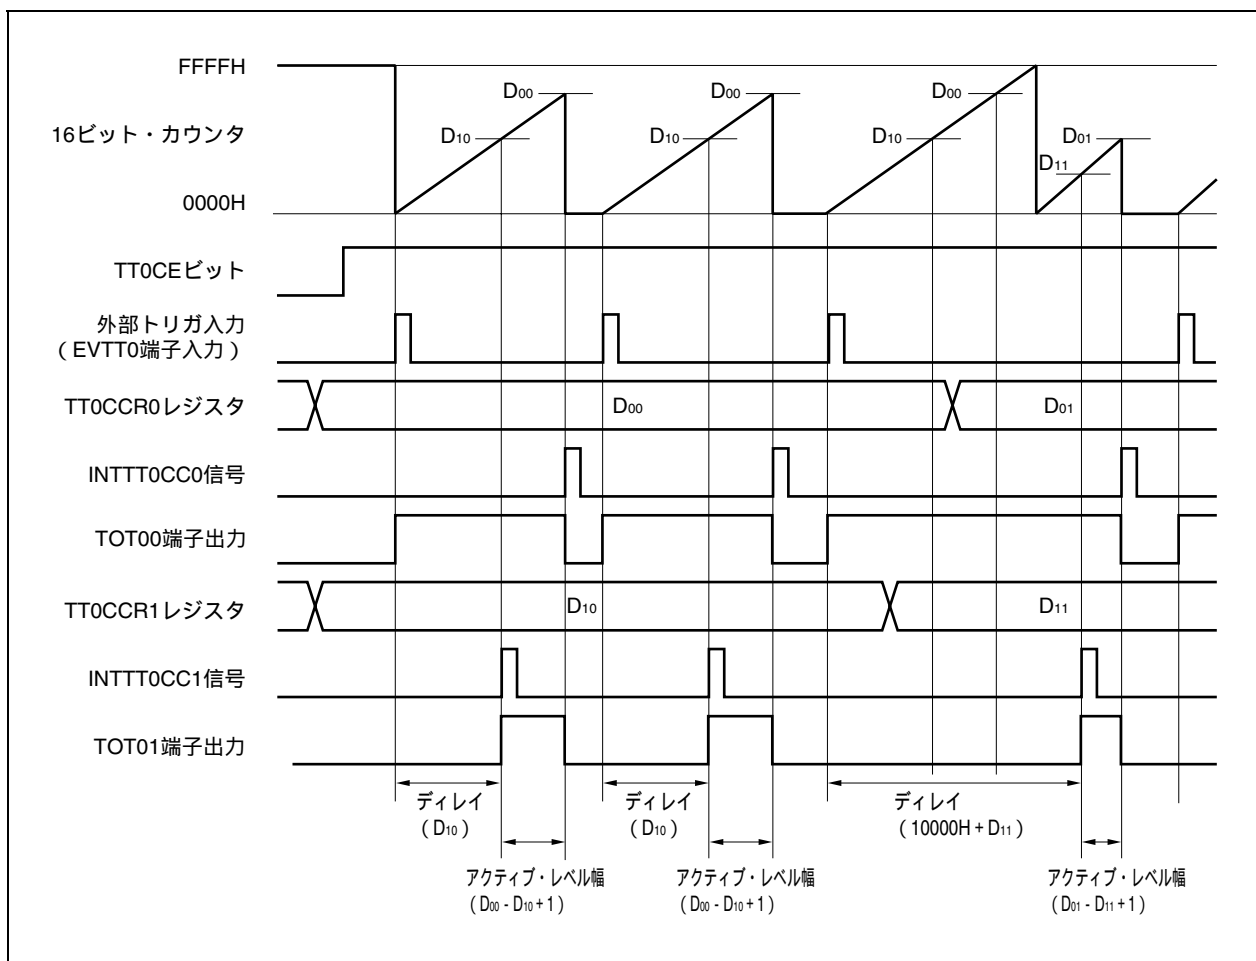 FFFFH
D00
D00
D00
16ビット・カウンタ
D10
D10
D10
D01
D11
0000H
TT0CEビット
外部トリガ入力
（EVTT0端子入力）
TT0CCR0レジスタ
D00
D01
INTTT0CC0信号
TOT00端子出力
TT0CCR1レジスタ
D10
D11
INTTT0CC1信号
TOT01端子出力
ディレイ
（D10）
ディレイ
（D10）
ディレイ
（10000H + D11）
アクティブ・レベル幅
（D00 - D10 + 1）
アクティブ・レベル幅
（D00 - D10 + 1）
アクティブ・レベル幅
（D01 - D11 + 1）